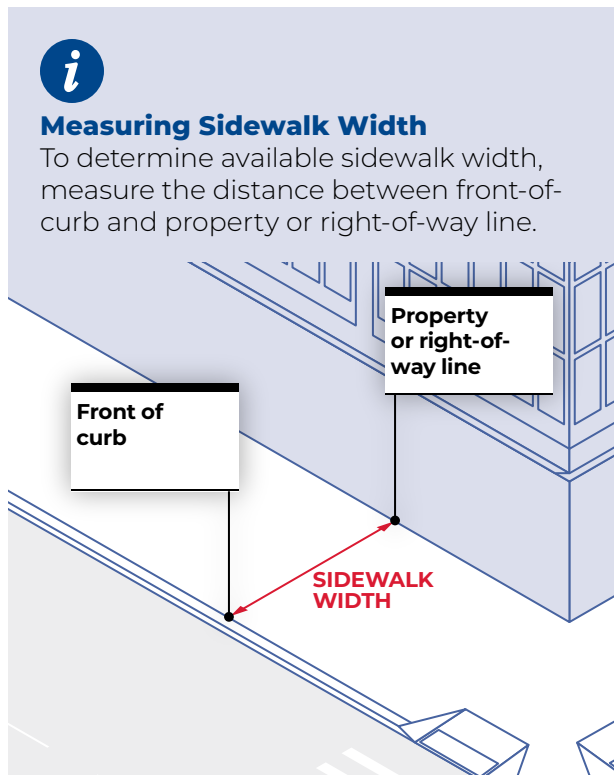 i
Measuring Sidewalk Width
To determine available sidewalk width,
measure the distance between front-of-
curb and property or right-of-way line.
Property
or right-of-
way line
Front of
curb
SIDEWALK
WIDTH